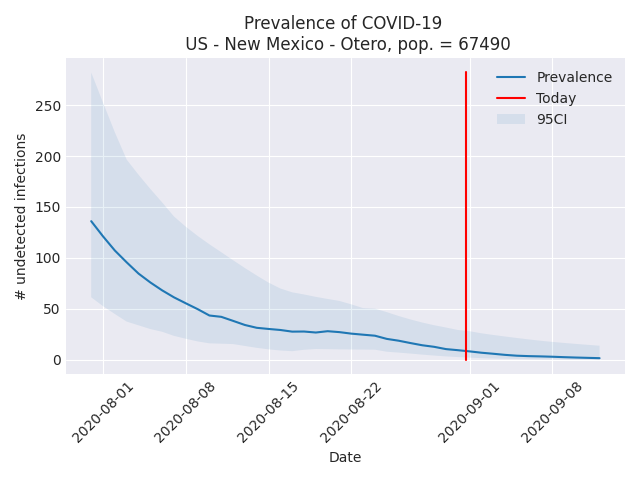 Prevalence of COVID-19
US - New Mexico - Otero, pop. = 67490
Prevalence
Today
95CI
# undetected infections
250
200
150
100
50
0
2020-08-01
2020-08-08
2020-08-15
2020-08-22
2020-09-01
2020-09-08
Date